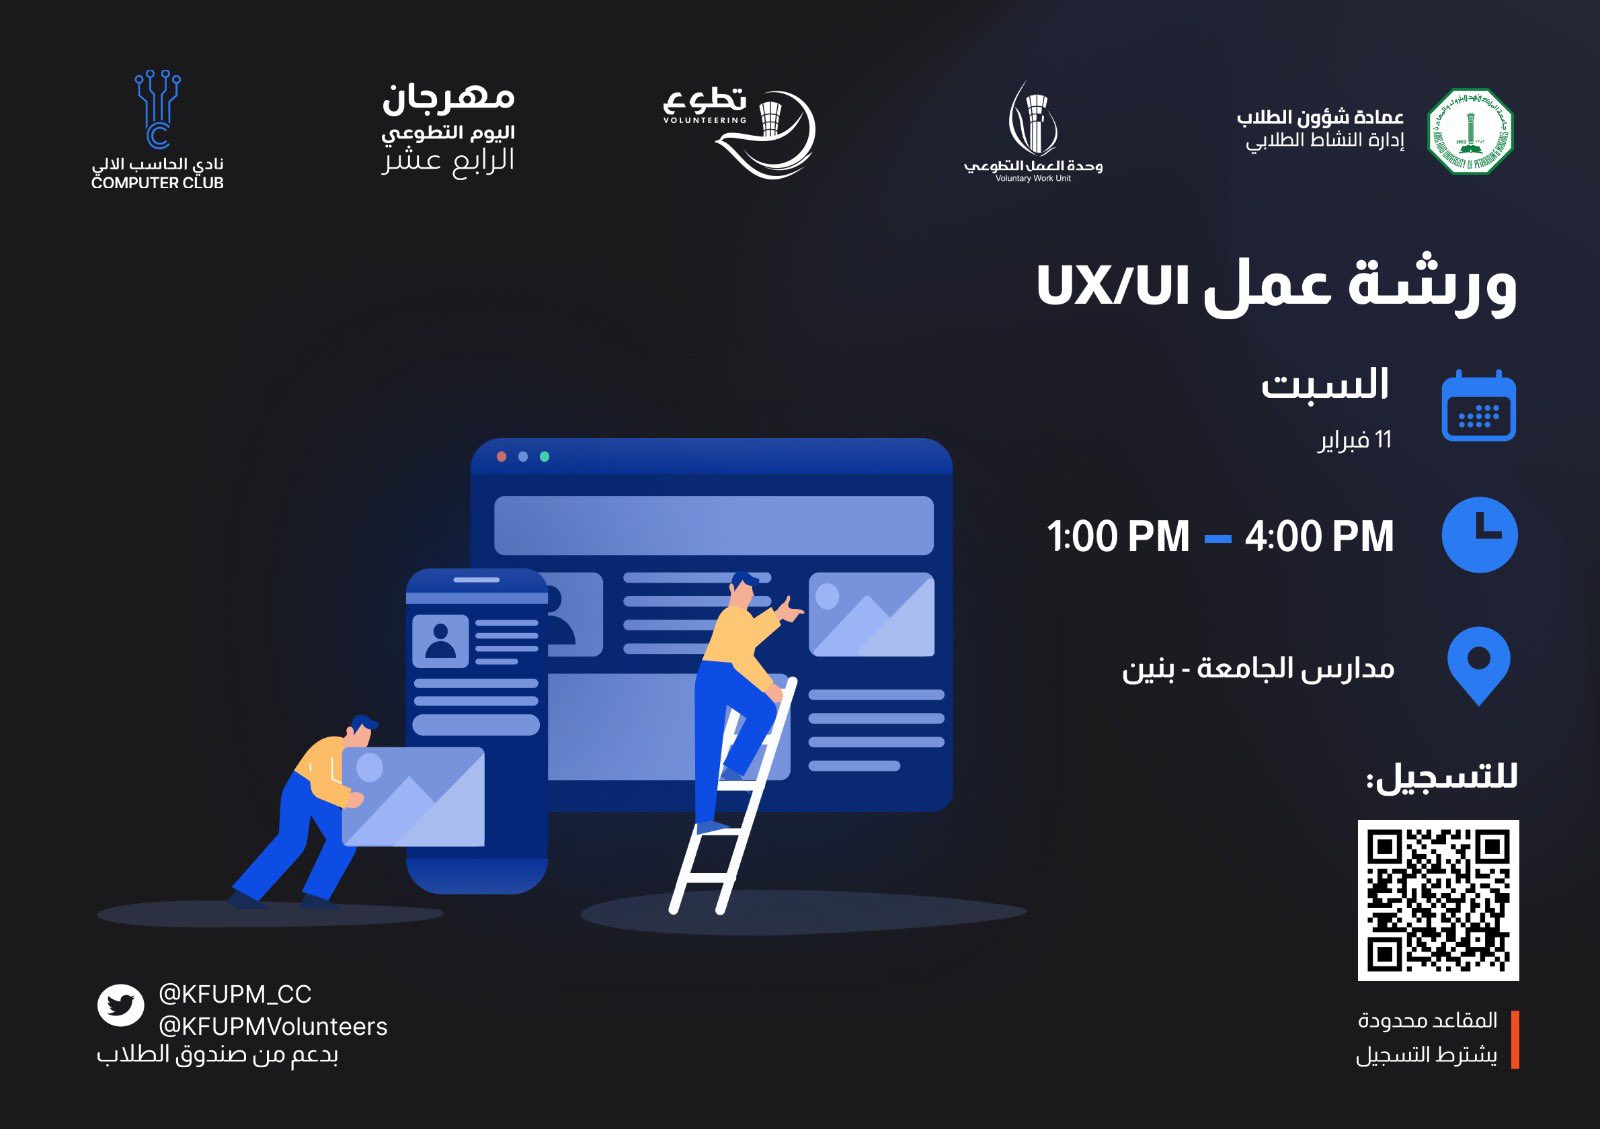 عمادة شؤون الطلاب
إدارة النشاط الطلابي
وحدة العمل التطوعي
Voluntary Work Unit
تطوع
VOLUNTEERING
مهرجان
اليوم التطوعي
الرابع عشر
نادي الحاسب الالي
COMPUTER CLUB
ورشة عمل UX/UI
السبت
11 فبراير
1:00 PM – 4:00 PM
مدارس الجامعة - بنين
للتسجيل:
المقاعد محدودة
يشترط التسجيل
@KFUPM_CC
@KFUPMVolunteers
بدعم من صندوق الطلاب